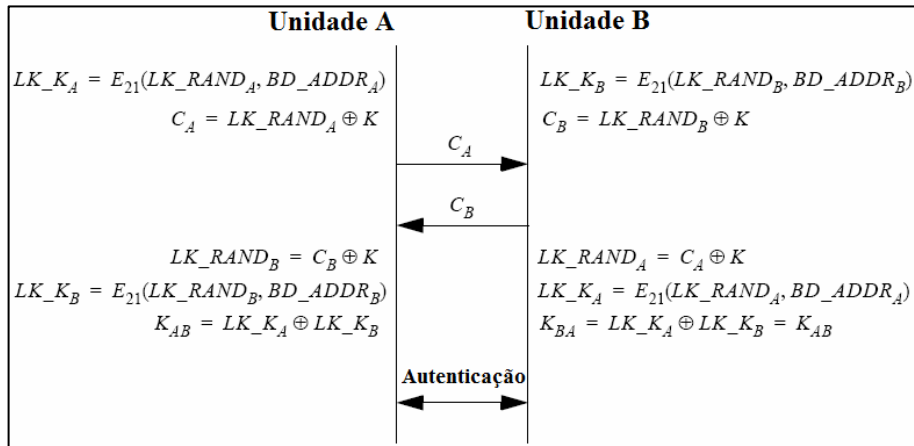 Unidade A Unidade B
LK_K_A = E_21(LK_RAND_A, BD_ADDR_A) LK_K_B = E_21(LK_RAND_B, BD_ADDR_B)
C_A = LK_RAND_A ⊕ K C_B = LK_RAND_B ⊕ K
C_A
C_B
LK_RAND_B = C_B ⊕ K LK_RAND_A = C_A ⊕ K
LK_K_B = E_21(LK_RAND_B, BD_ADDR_B) LK_K_A = E_21(LK_RAND_A, BD_ADDR_A)
K_AB = LK_K_A ⊕ LK_K_B K_BA = LK_K_A ⊕ LK_K_B = K_AB
Autenticação